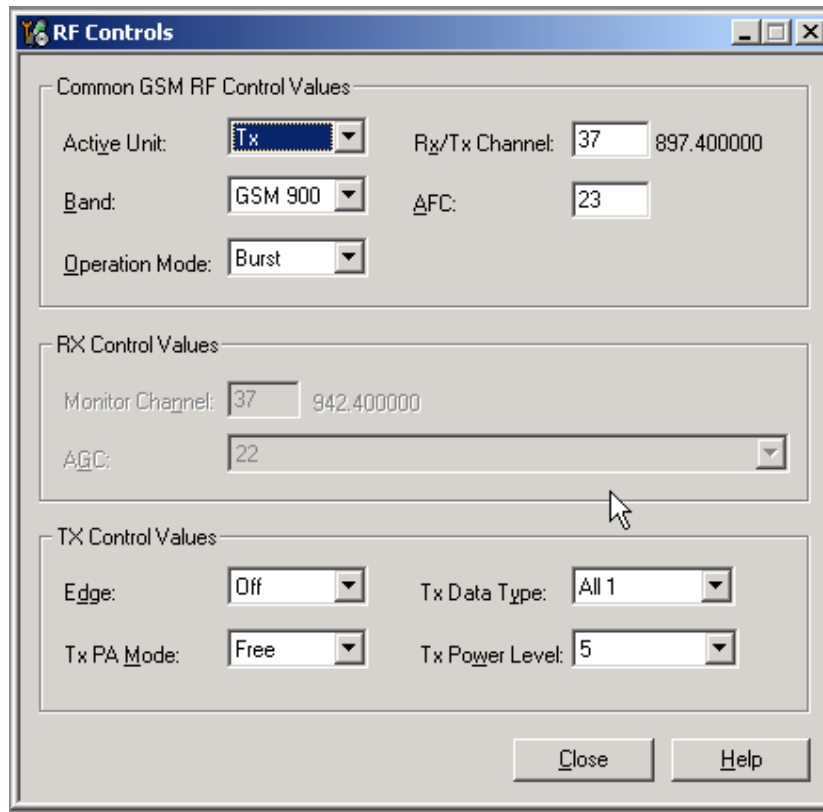 RF Controls
Common GSM RF Control Values
Active Unit: Tx Rx/Tx Channel: 37 897.400000
Band: GSM 900 AFC: 23
Operation Mode: Burst
RX Control Values
Monitor Channel: 37 942.400000
AGC: 22
TX Control Values
Edge: Off Tx Data Type: All 1
Tx PA Mode: Free Tx Power Level: 5
Close Help